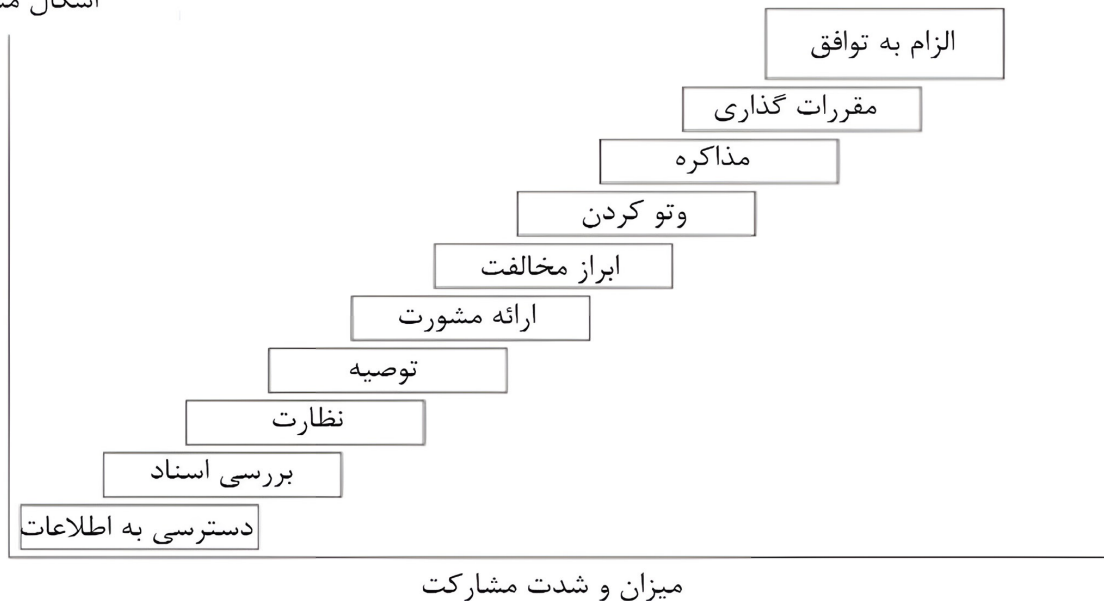 اشکال
الزام به توافق
مقررات گذاری
مذاکره
وتو کردن
ابراز مخالفت
ارائه مشورت
توصیه
نظارت
بررسی اسناد
دسترسی به اطلاعات
میزان و شدت مشارکت